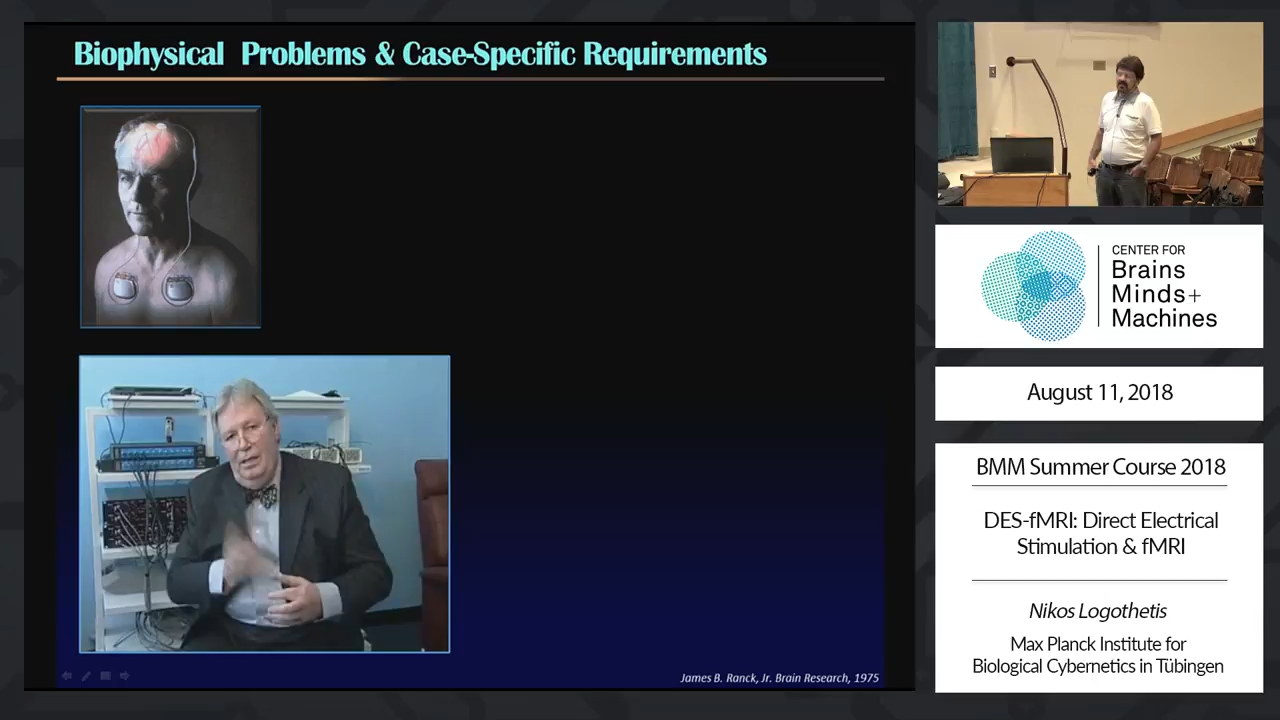 Biophysical Problems & Case-Specific Requirements
James B. Ranck, Jr. Brain Research, 1975
CENTER FOR
Brains
Minds+
Machines
August 11, 2018
BMM Summer Course 2018
DES-fMRI: Direct Electrical
Stimulation & fMRI
Nikos Logothetis
Max Planck Institute for
Biological Cybernetics in Tübingen